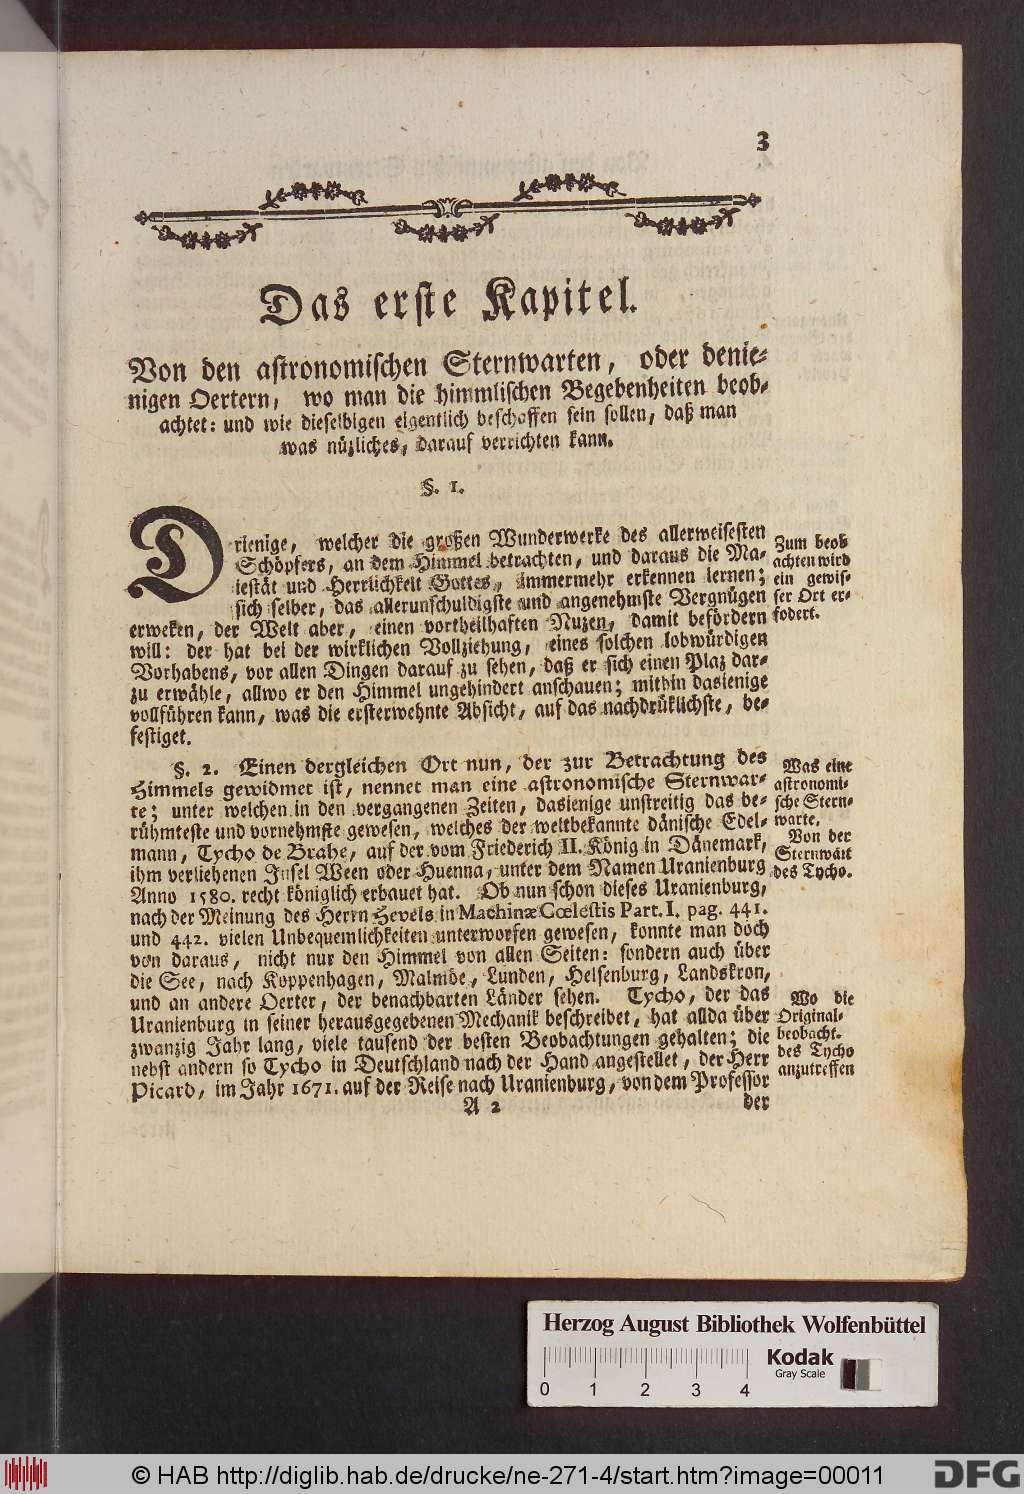 3
Das erste Kapitel.
Von den astronomischen Sternwarten, oder denie-
nigen Oertern, wo man die himmlischen Begebenheiten beob-
achtet: und wie dieselbigen eigentlich beschaffen sein sollen, daß man
was nüzliches, darauf verrichten kann.
§. 1.
Derienige, welcher die großen Wunderwerke des allerweisesten
Schöpfers, an dem Himmel betrachten, und daraus die Ma-
iestät und Herrlichkeit Gottes, immermehr erkennen lernen;
sich selber, das allerunschuldigste und angenehmste Vergnügen
erweken, der Welt aber, einen vortheilhaften Nuzen, damit befördern
will: der hat bei der wirklichen Vollziehung, eines solchen lobwürdigen
Vorhabens, vor allen Dingen darauf zu sehen, daß er sich einen Plaz dar-
zu erwähle, allwo er den Himmel ungehindert anschauen; mithin dasienige
vollführen kann, was die ersterwehnte Absicht, auf das nachdrüklichste, be-
festiget.
Zum beob
achten wird
ein gewis-
ser Ort er-
fodert.
§. 2. Einen dergleichen Ort nun, der zur Betrachtung des
Himmels gewidmet ist, nennet man eine astronomische Sternwar-
te; unter welchen in den vergangenen Zeiten, dasienige unstreitig das be-
rühmteste und vornehmste gewesen, welches der weltbekannte dänische Edel-
mann, Tycho de Brahe, auf der vom Friederich II. König in Dänemark,
ihm verliehenen Insel Ween oder Huenna, unter dem Namen Uranienburg
Anno 1580. recht königlich erbauet hat. Ob nun schon dieses Uranienburg,
nach der Meinung des Herrn Hevels in Machinæ Cœlestis Part. I. pag. 441.
und 442. vielen Unbequemlichkeiten unterworfen gewesen, konnte man doch
von daraus, nicht nur den Himmel von allen Seiten: sondern auch über
die See, nach Koppenhagen, Malmöe, Lunden, Helsenburg, Landskron,
und an andere Oerter, der benachbarten Länder sehen. Tycho, der das
Uranienburg in seiner herausgegebenen Mechanik beschreibet, hat allda über
zwanzig Jahr lang, viele tausend der besten Beobachtungen gehalten; die
nebst andern so Tycho in Deutschland nach der Hand angestellet, der Herr
Picard, im Jahr 1671. auf der Reise nach Uranienburg, von dem Professor
Was eine
astronomi-
sche Stern-
warte.
Von der
Sternwart
des Tycho.
Wo die
Original-
beobacht.
des Tycho
anzutreffen
A 2
der
Herzog August Bibliothek Wolfenbüttel
0 1 2 3 4
Kodak
Gray Scale
© HAB http://diglib.hab.de/drucke/ne-271-4/start.htm?image=00011
DFG